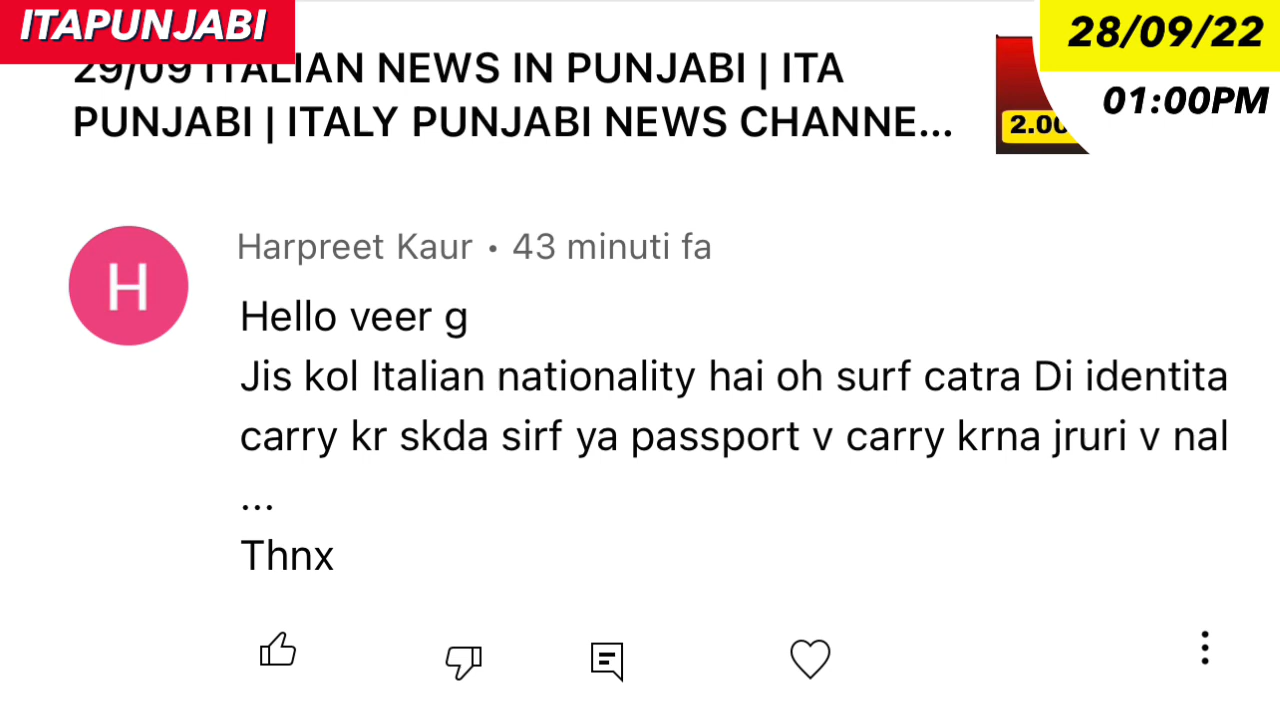 ITAPUNJABI
28/09/22
01:00PM
29/09 ITALIAN NEWS IN PUNJABI | ITA
PUNJABI | ITALY PUNJABI NEWS CHANNE...
2.00
Harpreet Kaur • 43 minuti fa
H
Hello veer g
Jis kol Italian nationality hai oh surf catra Di identita
carry kr skda sirf ya passport v carry krna jruri v nal
...
Thnx